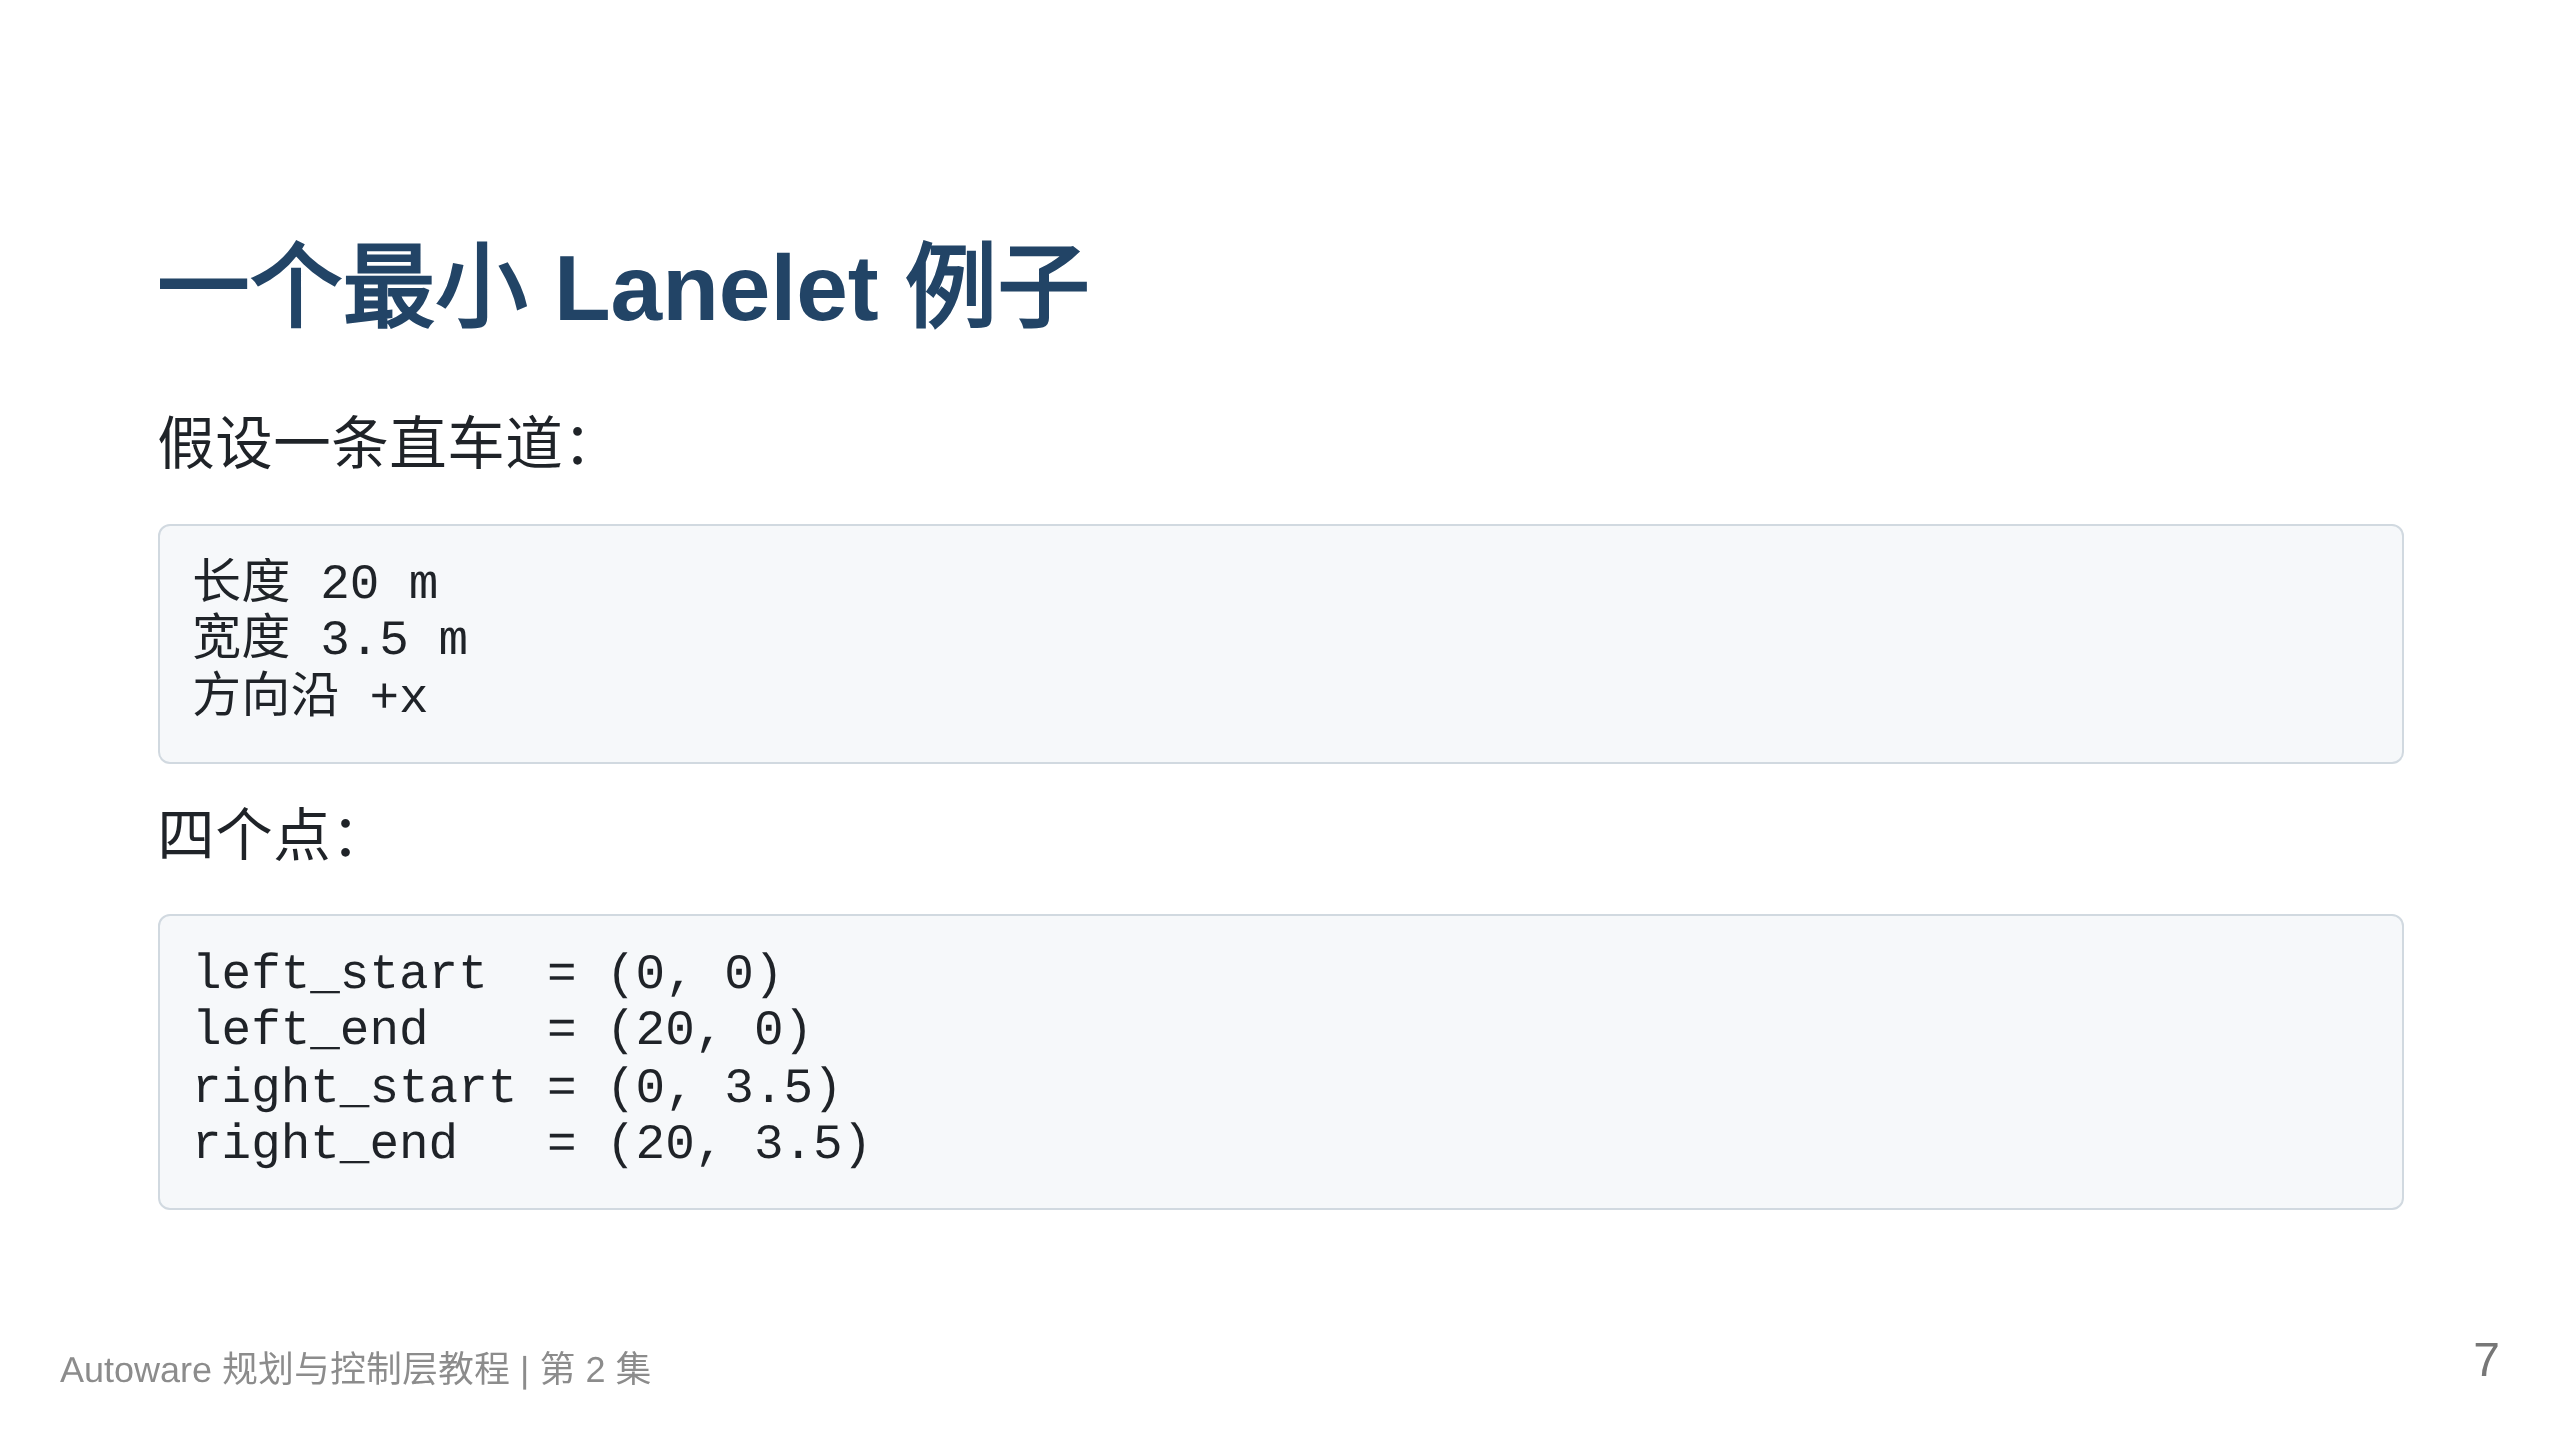 一个最小 Lanelet 例子
假设一条直车道：
长度 20 m
宽度 3.5 m
方向沿 +x
四个点：
left_start  = (0, 0)
left_end    = (20, 0)
right_start = (0, 3.5)
right_end   = (20, 3.5)
Autoware 规划与控制层教程 | 第 2 集
7